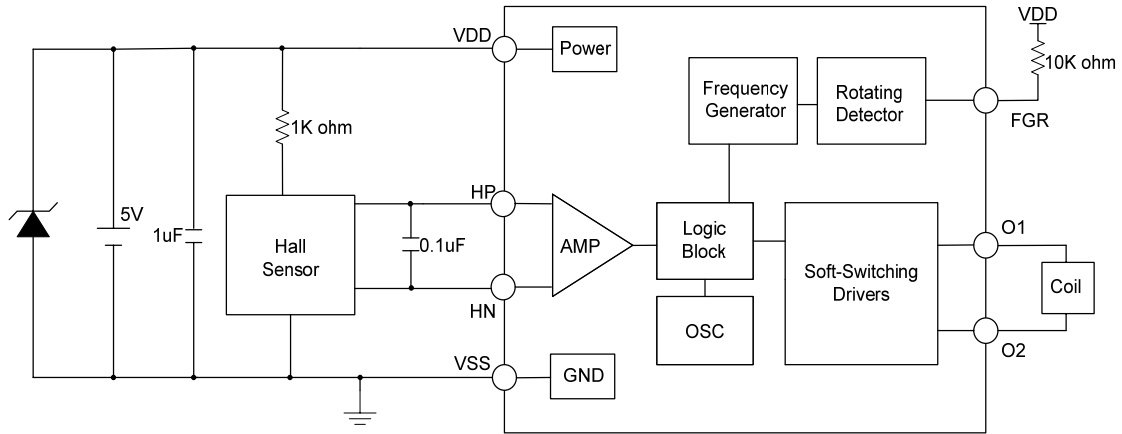 VDD
Power
VDD
10K ohm
Frequency
Generator
Rotating
Detector
FGR
1K ohm
HP
5V
1uF
Hall
Sensor
0.1uF
AMP
Logic
Block
Soft-Switching
Drivers
O1
Coil
HN
OSC
O2
VSS
GND